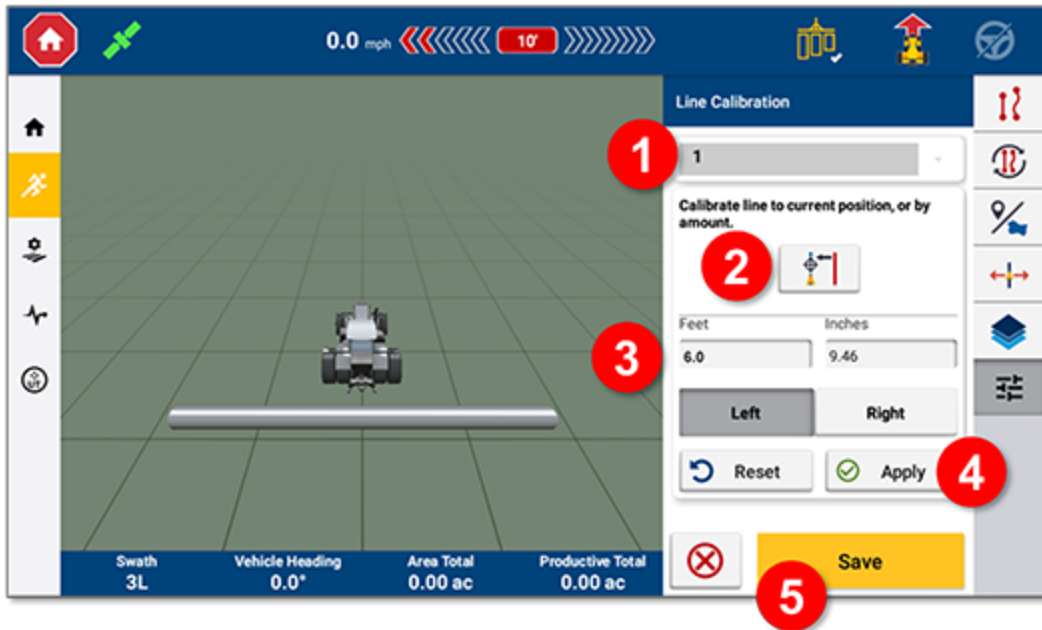 0.0 mph 10'
Line Calibration
1
1
Calibrate line to current position, or by
amount.
2
Feet Inches
3
6.0 9.46
Left Right
Reset Apply
4
Swath Vehicle Heading Area Total Productive Total
3L 0.0° 0.00 ac 0.00 ac
Save
5